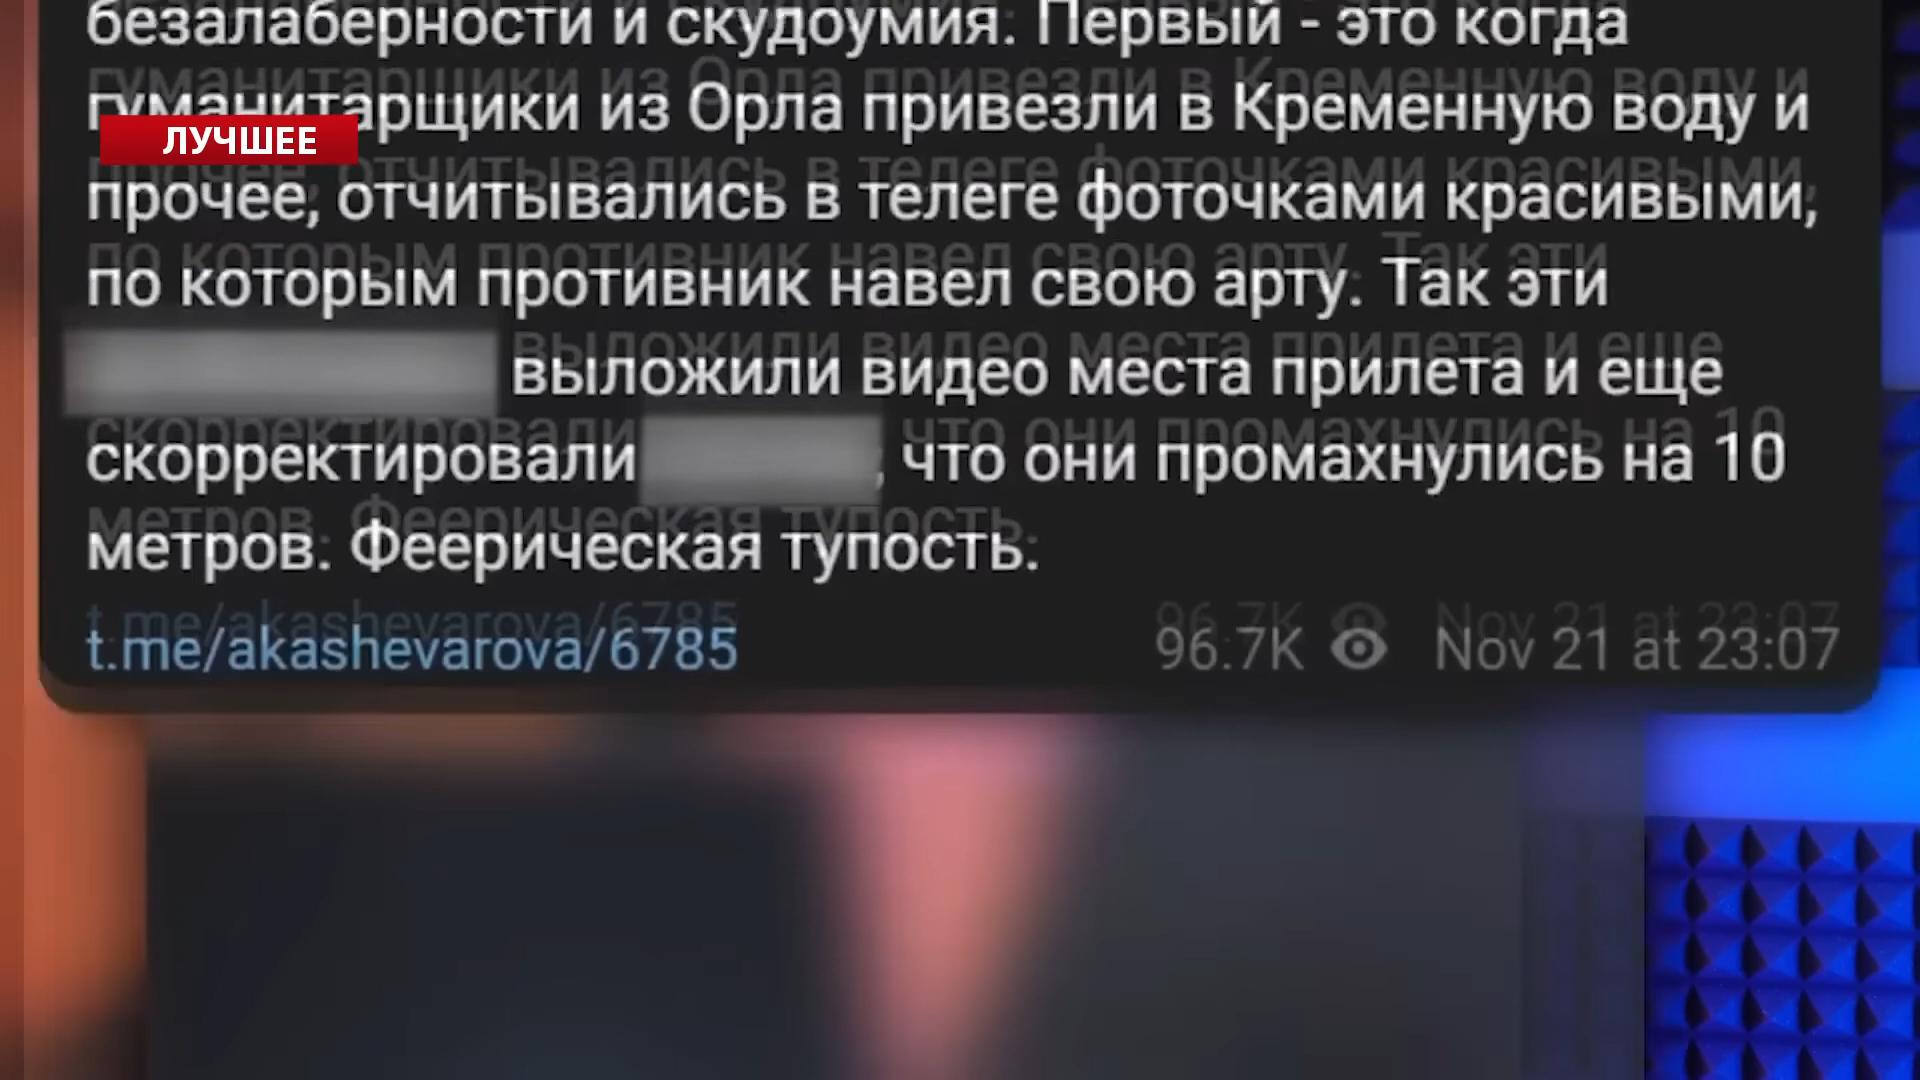 безалаберности и скудоумия. Первый - это когда
гуманитарщики из Орла привезли в Кременную воду и
ЛУЧШЕЕ
прочее, отчитывались в телеге фоточками красивыми,
по которым противник навел свою арту. Так эти
выложили видео места прилета и еще
скорректировали , что они промахнулись на 10
метров. Феерическая тупость.
t.me/akashevarova/6785 96.7K Nov 21 at 23:07